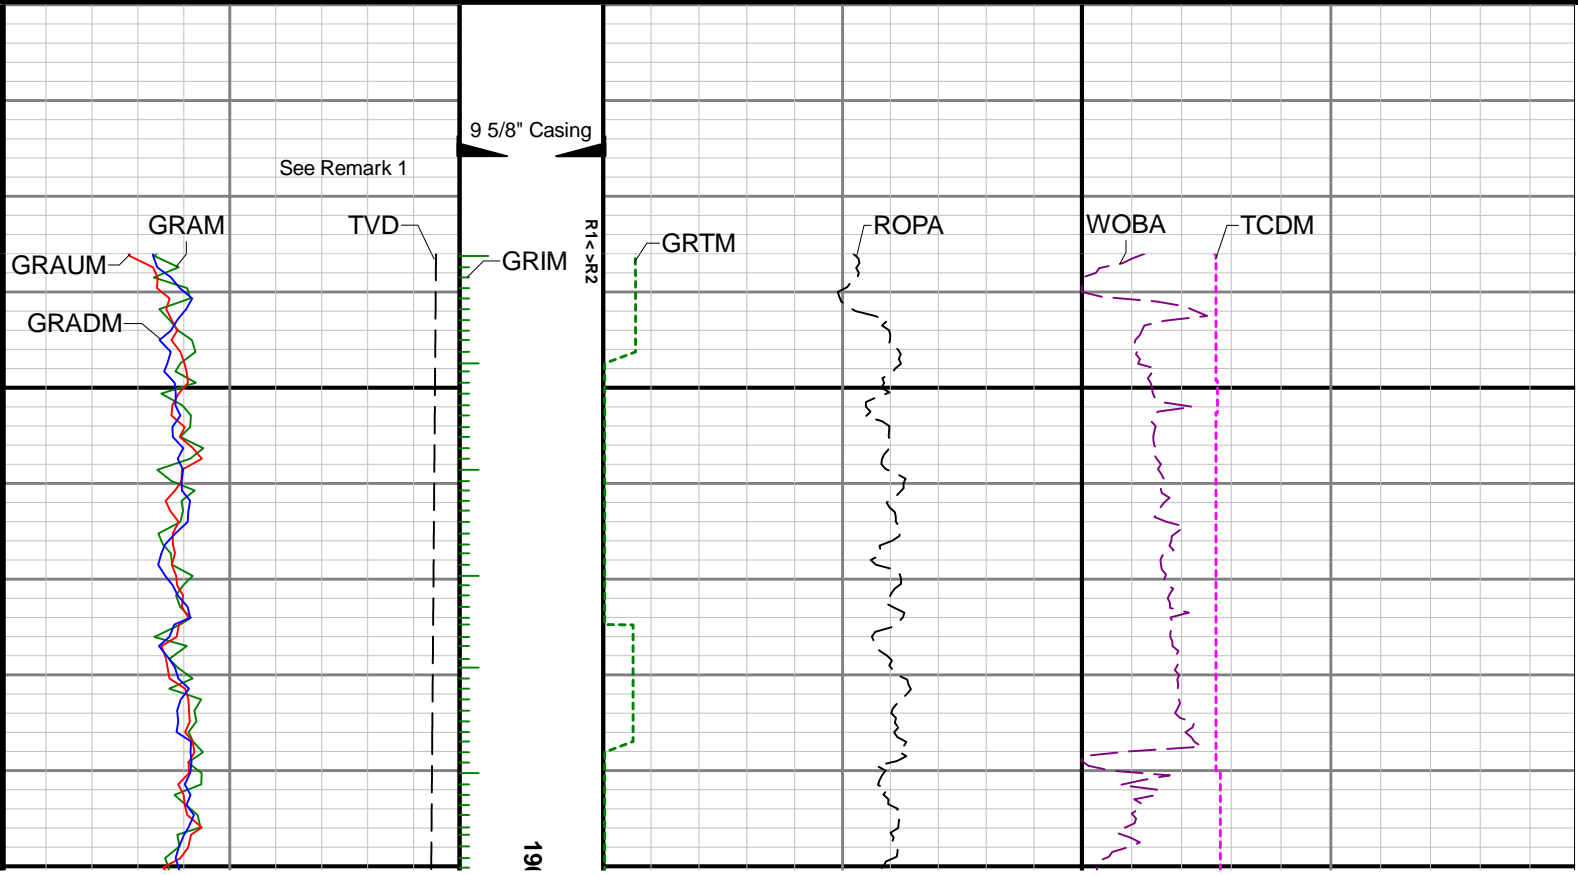 9 5/8" Casing
See Remark 1
GRAM
TVD
R1< >R2
GRTM
ROPA
WOBA
TCDM
GRAUM
GRIM
GRADM